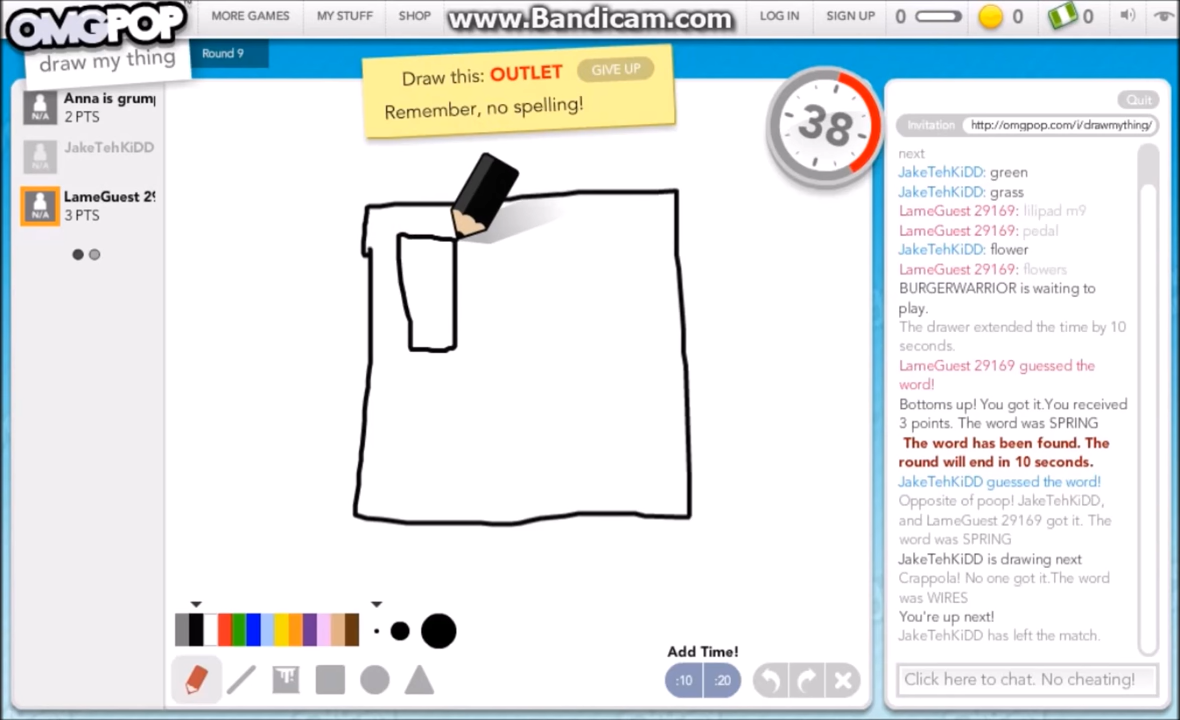 OMGPOP
MORE GAMES
MY STUFF
SHOP
www.Bandicam.com
LOG IN
SIGN UP
0
0
0
draw my thing
Round 9
Draw this: OUTLET
GIVE UP
Remember, no spelling!
38
N/A
Anna is grum
2 PTS
N/A
JakeTehKiDD
N/A
LameGuest 29
3 PTS
Quit
Invitation http://omgpop.com/i/drawmything/
next
JakeTehKiDD: green
JakeTehKiDD: grass
LameGuest 29169: lilipad m9
LameGuest 29169: pedal
JakeTehKiDD: flower
LameGuest 29169: flowers
BURGERWARRIOR is waiting to
play.
The drawer extended the time by 10
seconds.
LameGuest 29169 guessed the
word!
Bottoms up! You got it.You received
3 points. The word was SPRING
The word has been found. The
round will end in 10 seconds.
JakeTehKiDD guessed the word!
Opposite of poop! JakeTehKiDD,
and LameGuest 29169 got it. The
word was SPRING
JakeTehKiDD is drawing next
Crappola! No one got it.The word
was WIRES
You're up next!
JakeTehKiDD has left the match.
Click here to chat. No cheating!
Add Time!
:10
:20